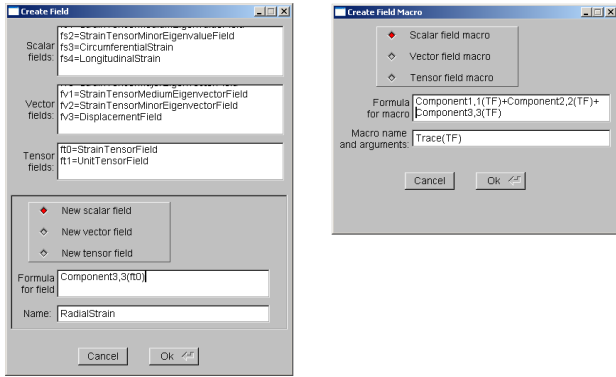 Create Field
fs2=StrainTensorMinorEigenvalueField
Scalar fields:
fs3=CircumferentialStrain
fs4=LongitudinalStrain
fv1=StrainTensorMediumEigenvectorField
Vector fields:
fv2=StrainTensorMinorEigenvectorField
fv3=DisplacementField
Tensor fields:
ft0=StrainTensorField
ft1=UnitTensorField
New scalar field
New vector field
New tensor field
Formula for field
Component3,3(ft0)
Name: RadialStrain
Cancel Ok
Create Field Macro
Scalar field macro
Vector field macro
Tensor field macro
Formula for macro
Component1,1(TF)+Component2,2(TF)+
Component3,3(TF)
Macro name and arguments:
Trace(TF)
Cancel Ok